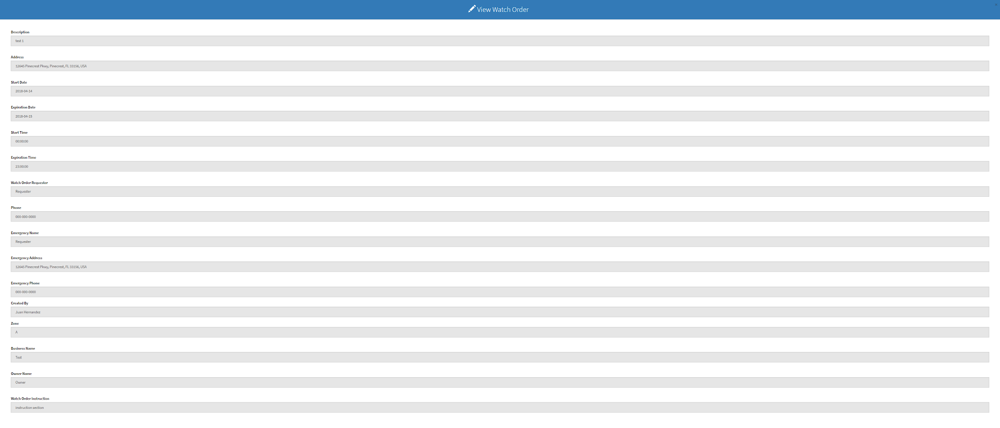 View Watch Order
×
Description
test 1
Address
12645 Pinecrest Pkwy, Pinecrest, FL 33156, USA
Start Date
2018-04-14
Expiration Date
2018-04-15
Start Time
00:00:00
Expiration Time
23:00:00
Watch Order Requester
Requester
Phone
000-000-0000
Emergency Name
Requester
Emergency Address
12645 Pinecrest Pkwy, Pinecrest, FL 33156, USA
Emergency Phone
000-000-0000
Created By
Juan Hernandez
Zone
A
Business Name
Test
Owner Name
Owner
Watch Order Instruction
instruction section